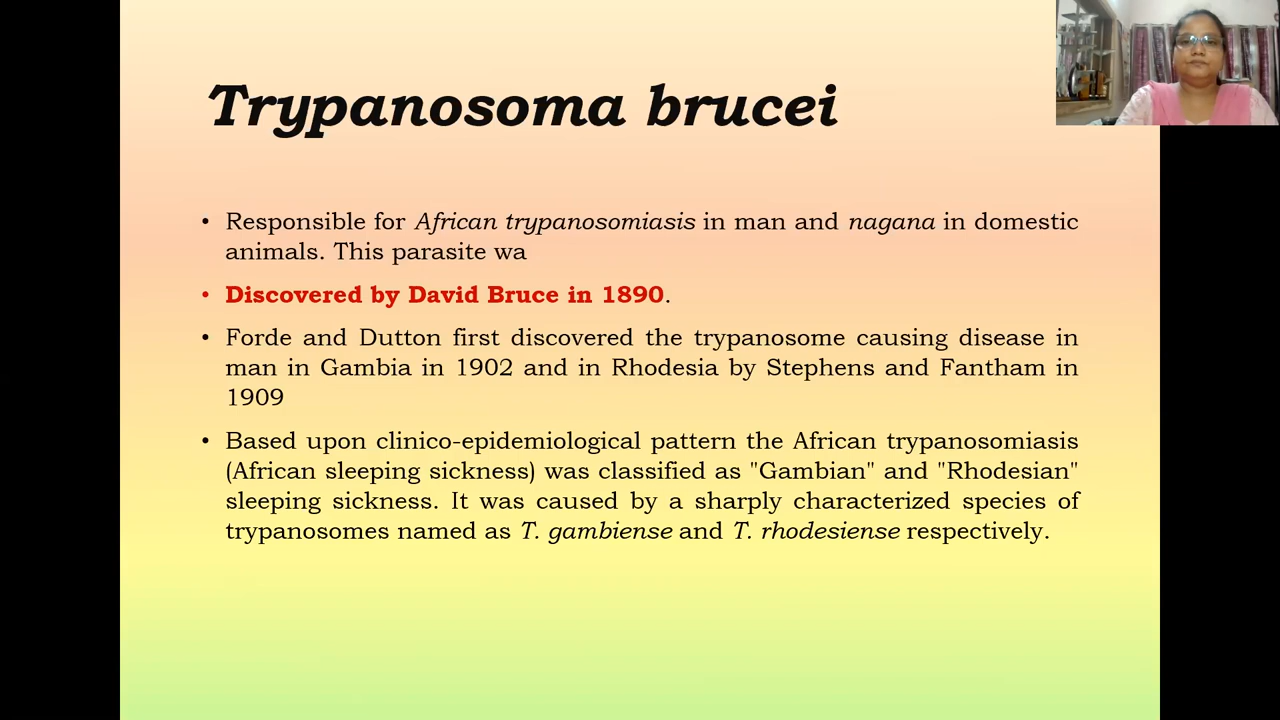 Trypanosoma brucei
• Responsible for African trypanosomiasis in man and nagana in domestic
animals. This parasite wa
• Discovered by David Bruce in 1890.
• Forde and Dutton first discovered the trypanosome causing disease in
man in Gambia in 1902 and in Rhodesia by Stephens and Fantham in
1909
• Based upon clinico-epidemiological pattern the African trypanosomiasis
(African sleeping sickness) was classified as "Gambian" and "Rhodesian"
sleeping sickness. It was caused by a sharply characterized species of
trypanosomes named as T. gambiense and T. rhodesiense respectively.